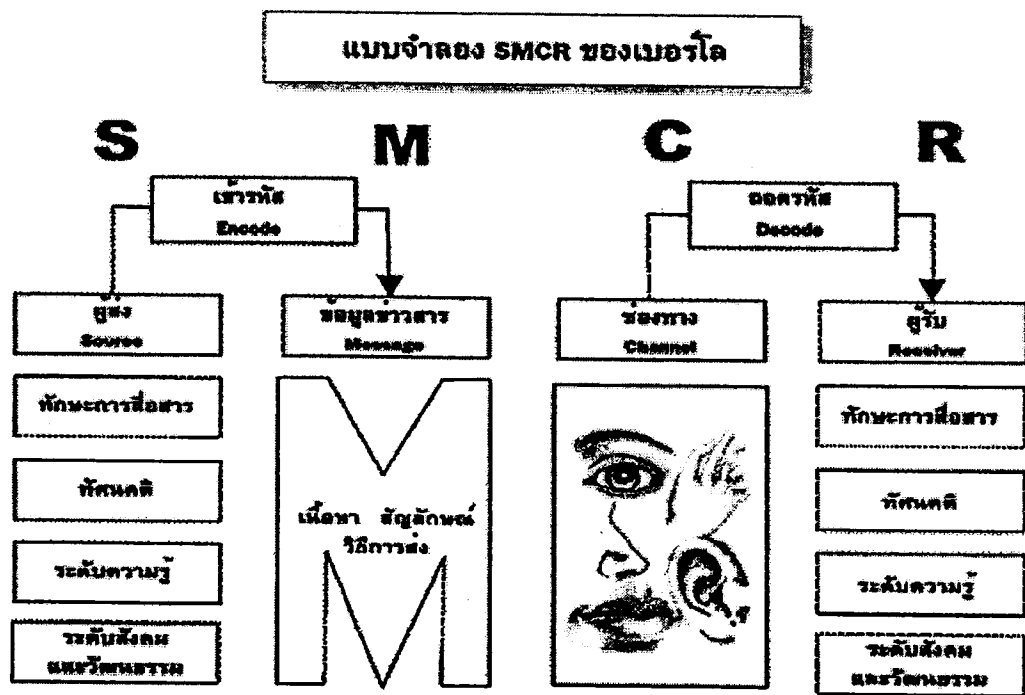 แบบจำลอง SMCR ของเบอร์โล
S M C R
เข้ารหัส
Encode
ถอดรหัส
Decode
ผู้ส่ง
Source
ข้อมูลข่าวสาร
Message
ช่องทาง
Channel
ผู้รับ
Receiver
ทักษะการสื่อสาร
ทัศนคติ
ระดับความรู้
ระดับสังคม
และวัฒนธรรม
เนื้อหา สัญลักษณ์
วิธีการส่ง
ทักษะการสื่อสาร
ทัศนคติ
ระดับความรู้
ระดับสังคม
และวัฒนธรรม